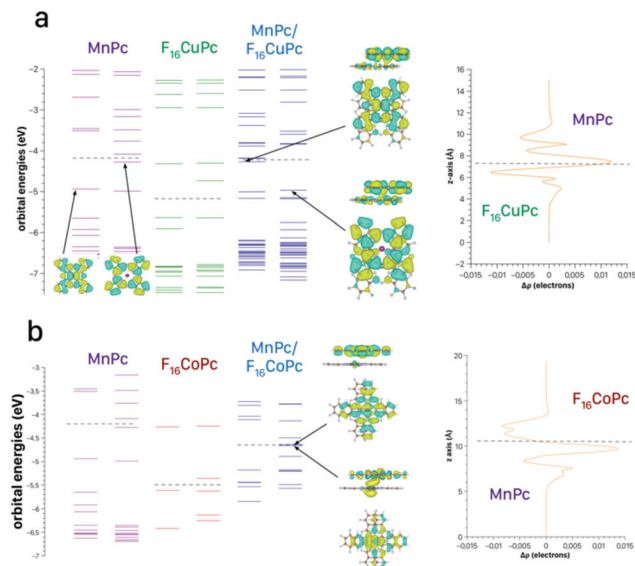 a
MnPc
F₁₆CuPc
MnPc/
F₁₆CuPc
orbital energies (eV)
-2
-3
-4
-5
-6
-7
z-axis (Å)
16
14
12
10
8
6
4
2
0
−2
MnPc
F₁₆CuPc
-0,015
-0,01
-0,005
0
0,005
0,01
0,015
Δρ (electrons)
b
MnPc
F₁₆CoPc
MnPc/
F₁₆CoPc
orbital energies (eV)
-3
-3,5
-4
-4,5
-5
-5,5
-6
-6,5
-7
z axis (Å)
20
15
10
5
0
F₁₆CoPc
MnPc
-0,015
-0,01
-0,005
0
0,005
0,01
0,015
Δρ (electrons)